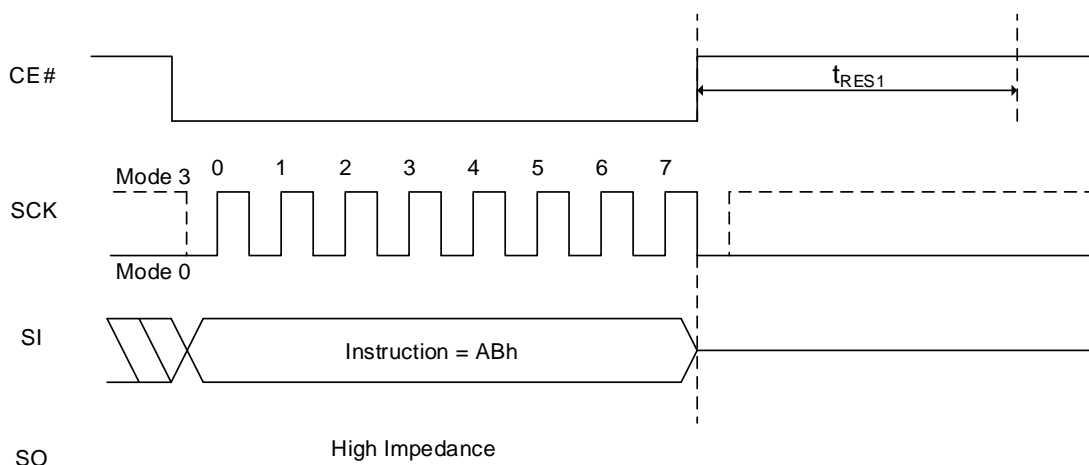 CE#
tRES1
Mode 3
0 1 2 3 4 5 6 7
SCK
Mode 0
SI
Instruction = ABh
High Impedance
SO